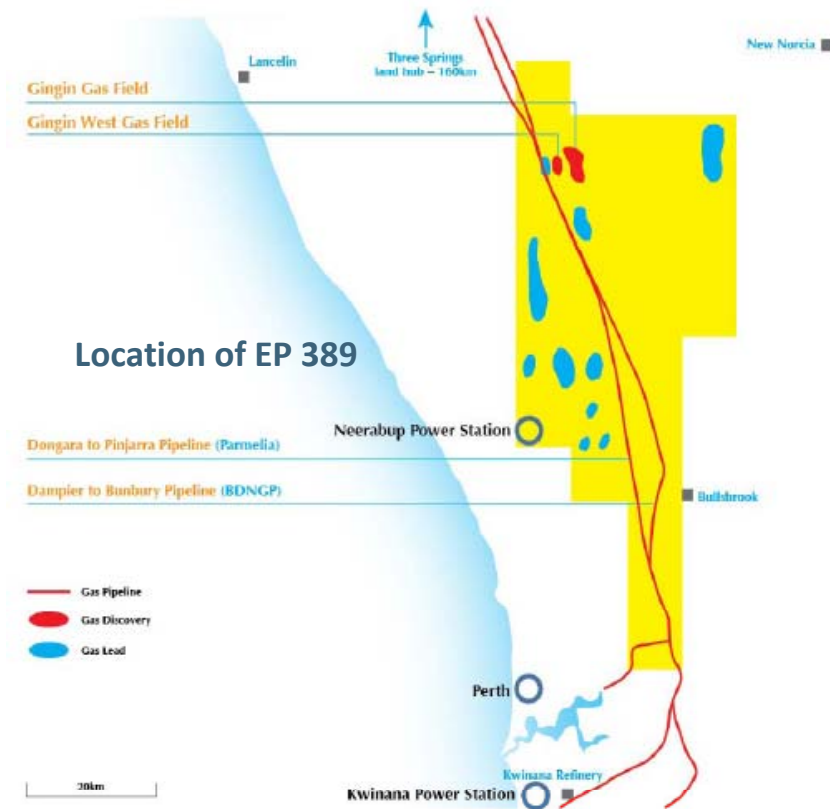 Lancelin
Three Springs
land hub – 160km
New Norcia
Gingin Gas Field
Gingin West Gas Field
Location of EP 389
Neerabup Power Station
Dongara to Pinjarra Pipeline (Parmelia)
Dampier to Bunbury Pipeline (BDNGP)
Bullsbrook
Gas Pipeline
Gas Discovery
Gas Lead
Perth
Kwinana Refinery
20km
Kwinana Power Station